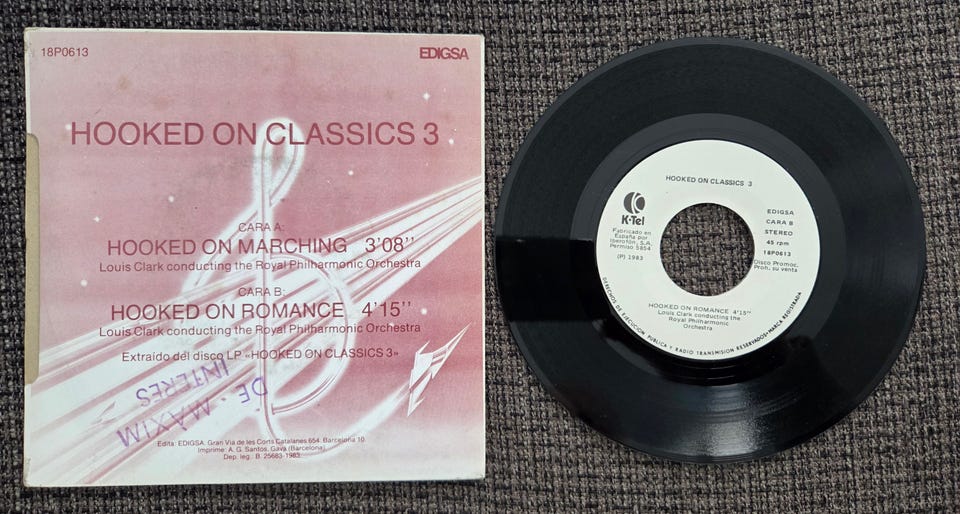 18P0613
EDIGSA
HOOKED ON CLASSICS 3
CARA A:
HOOKED ON MARCHING 3'08''
Louis Clark conducting the Royal Philharmonic Orchestra
CARA B:
HOOKED ON ROMANCE 4'15''
Louis Clark conducting the Royal Philharmonic Orchestra
Extraido del disco LP «HOOKED ON CLASSICS 3»
DE MÀXIM
INTERES
Edita: EDIGSA. Gran Via de les Corts Catalanes 654. Barcelona 10
Imprime: A. G. Santos. Gavà (Barcelona)
Dep. leg. B. 25683-1983
HOOKED ON CLASSICS 3
K-Tel
Fabricado en
España por
Iberofón, S.A.
Permiso 5854
(P) 1983
EDIGSA
CARA B
STEREO
45 rpm
18P0613
Disco Promoc.
Proh. su venta
HOOKED ON ROMANCE 4'15''
Louis Clark conducting the
Royal Philharmonic
Orchestra
DERECHOS DE EJECUCION PUBLICA Y RADIO TRANSMISION RESERVADOS • MARCA REGISTRADA